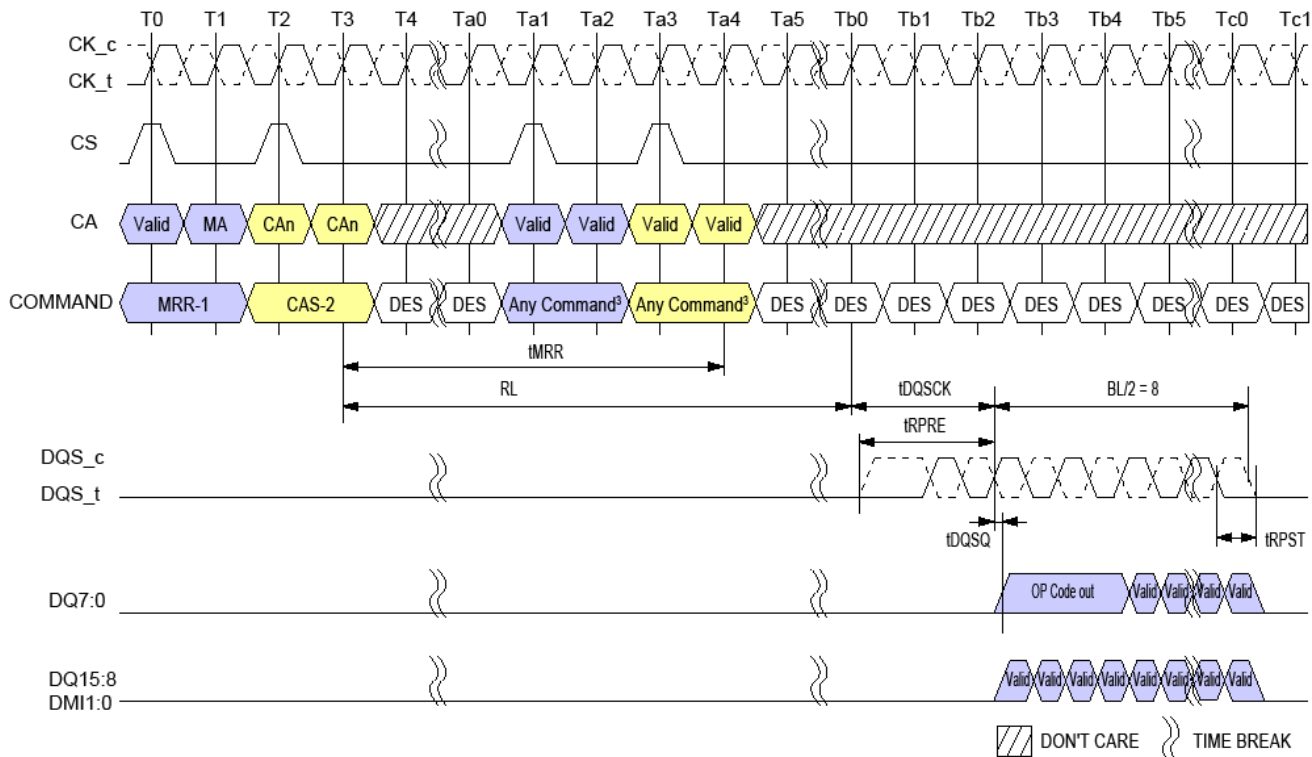 T0 T1 T2 T3 T4 Ta0 Ta1 Ta2 Ta3 Ta4 Ta5 Tb0 Tb1 Tb2 Tb3 Tb4 Tb5 Tc0 Tc1
CK_c
CK_t
CS
CA Valid MA CAn CAn Valid Valid Valid Valid
COMMAND MRR-1 CAS-2 DES DES Any Command³ Any Command³ DES DES DES DES DES DES DES DES DES
tMRR
RL tDQSCK BL/2 = 8
tRPRE
DQS_c
DQS_t
tDQSQ tRPST
DQ7:0 OP Code out Valid Valid Valid Valid
DQ15:8 Valid Valid Valid Valid Valid Valid Valid Valid
DMI1:0
DON'T CARE TIME BREAK